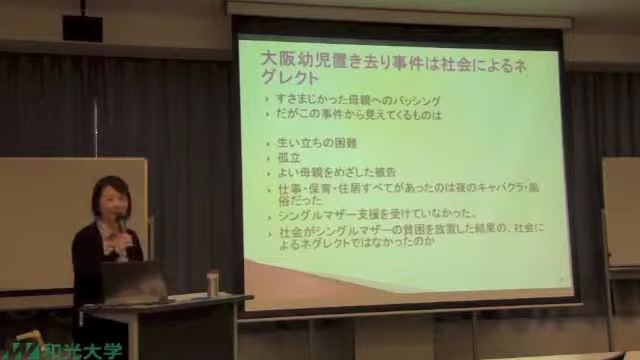 大阪幼児置き去り事件は社会によるネ
グレクト
すさまじかった母親へのバッシング
だがこの事件から見えてくるものは
生い立ちの困難
孤立
よい母親をめざした被告
仕事・保育・住居すべてがあったのは夜のキャバクラ・風
俗だった
シングルマザー支援を受けていなかった。
社会がシングルマザーの貧困を放置した結果の、社会に
よるネグレクトではなかったのか
和光大学